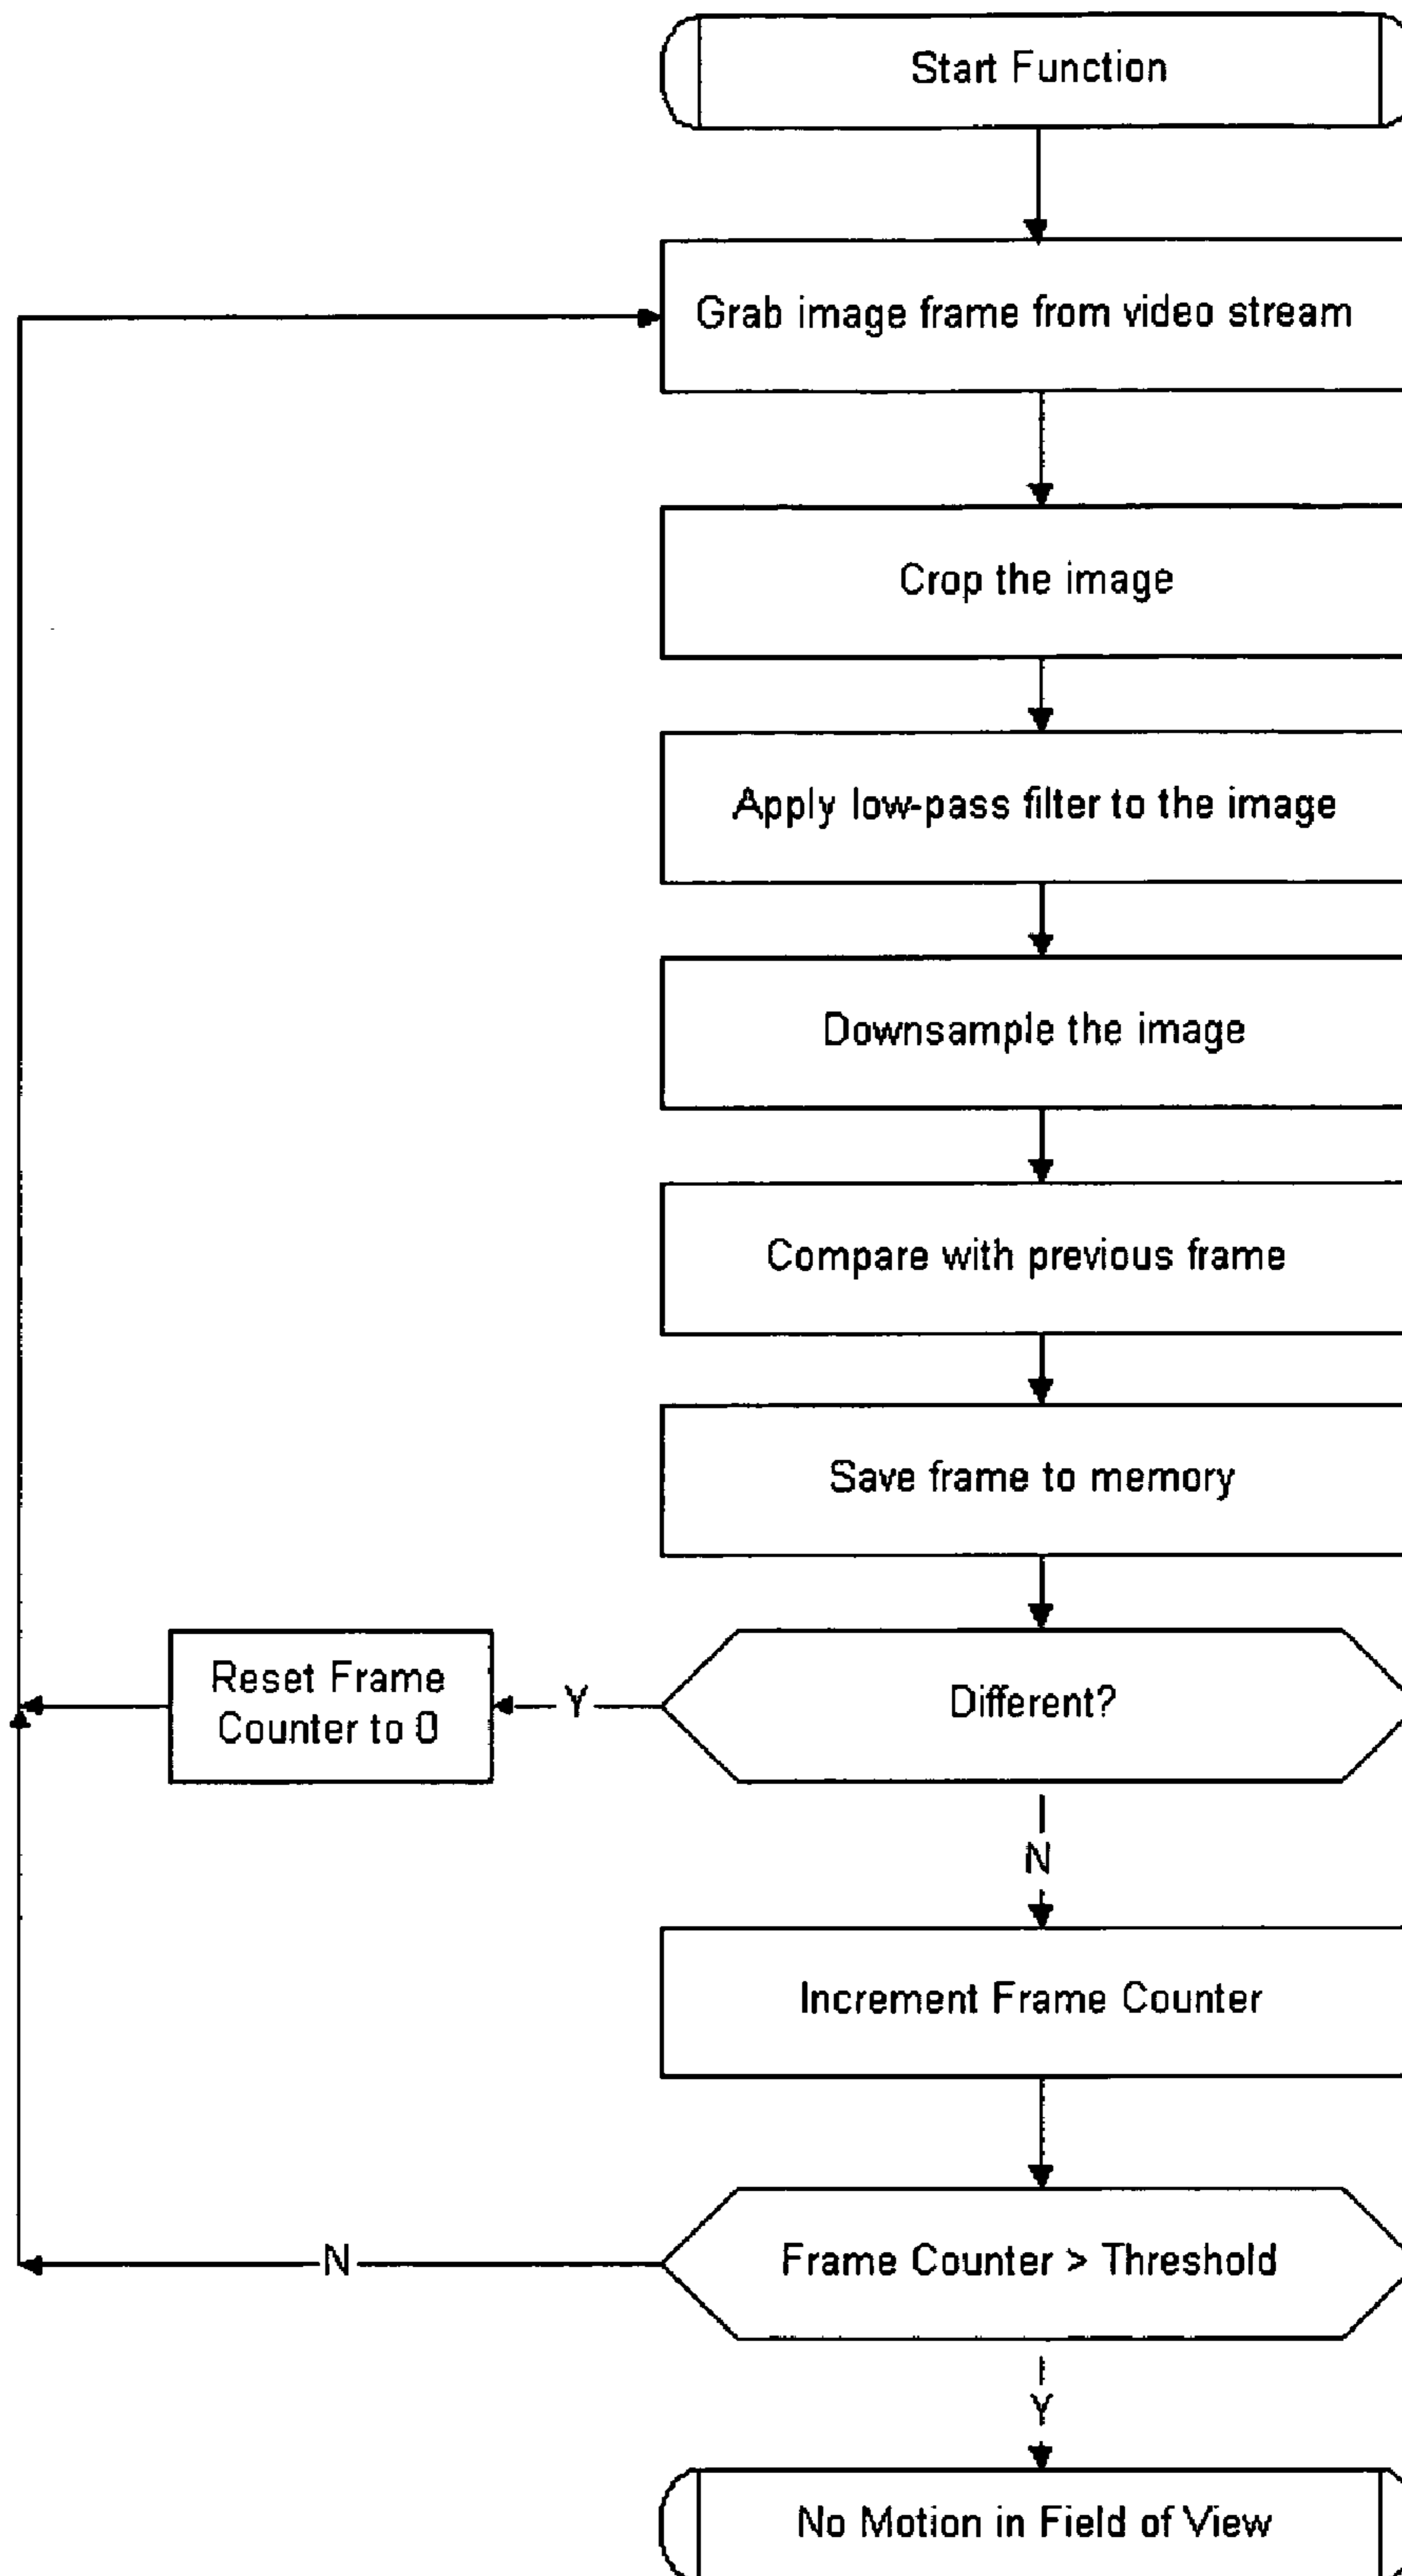 Start Function
Grab image frame from video stream
Crop the image
Apply low-pass filter to the image
Downsample the image
Compare with previous frame
Save frame to memory
Reset Frame
Counter to 0
Y
Different?
N
Increment Frame Counter
N
Frame Counter > Threshold
Y
No Motion in Field of View